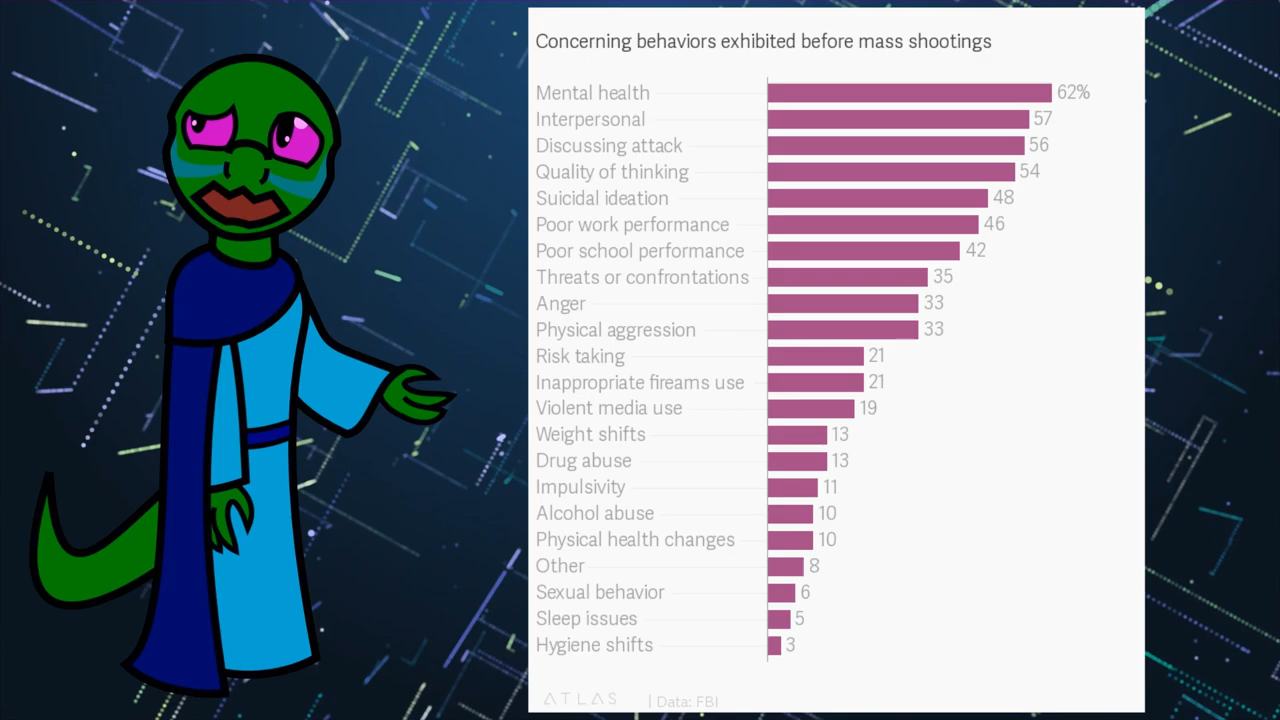 Concerning behaviors exhibited before mass shootings
Mental health 62%
Interpersonal 57
Discussing attack 56
Quality of thinking 54
Suicidal ideation 48
Poor work performance 46
Poor school performance 42
Threats or confrontations 35
Anger 33
Physical aggression 33
Risk taking 21
Inappropriate fireams use 21
Violent media use 19
Weight shifts 13
Drug abuse 13
Impulsivity 11
Alcohol abuse 10
Physical health changes 10
Other 8
Sexual behavior 6
Sleep issues 5
Hygiene shifts 3
ATLAS | Data: FBI